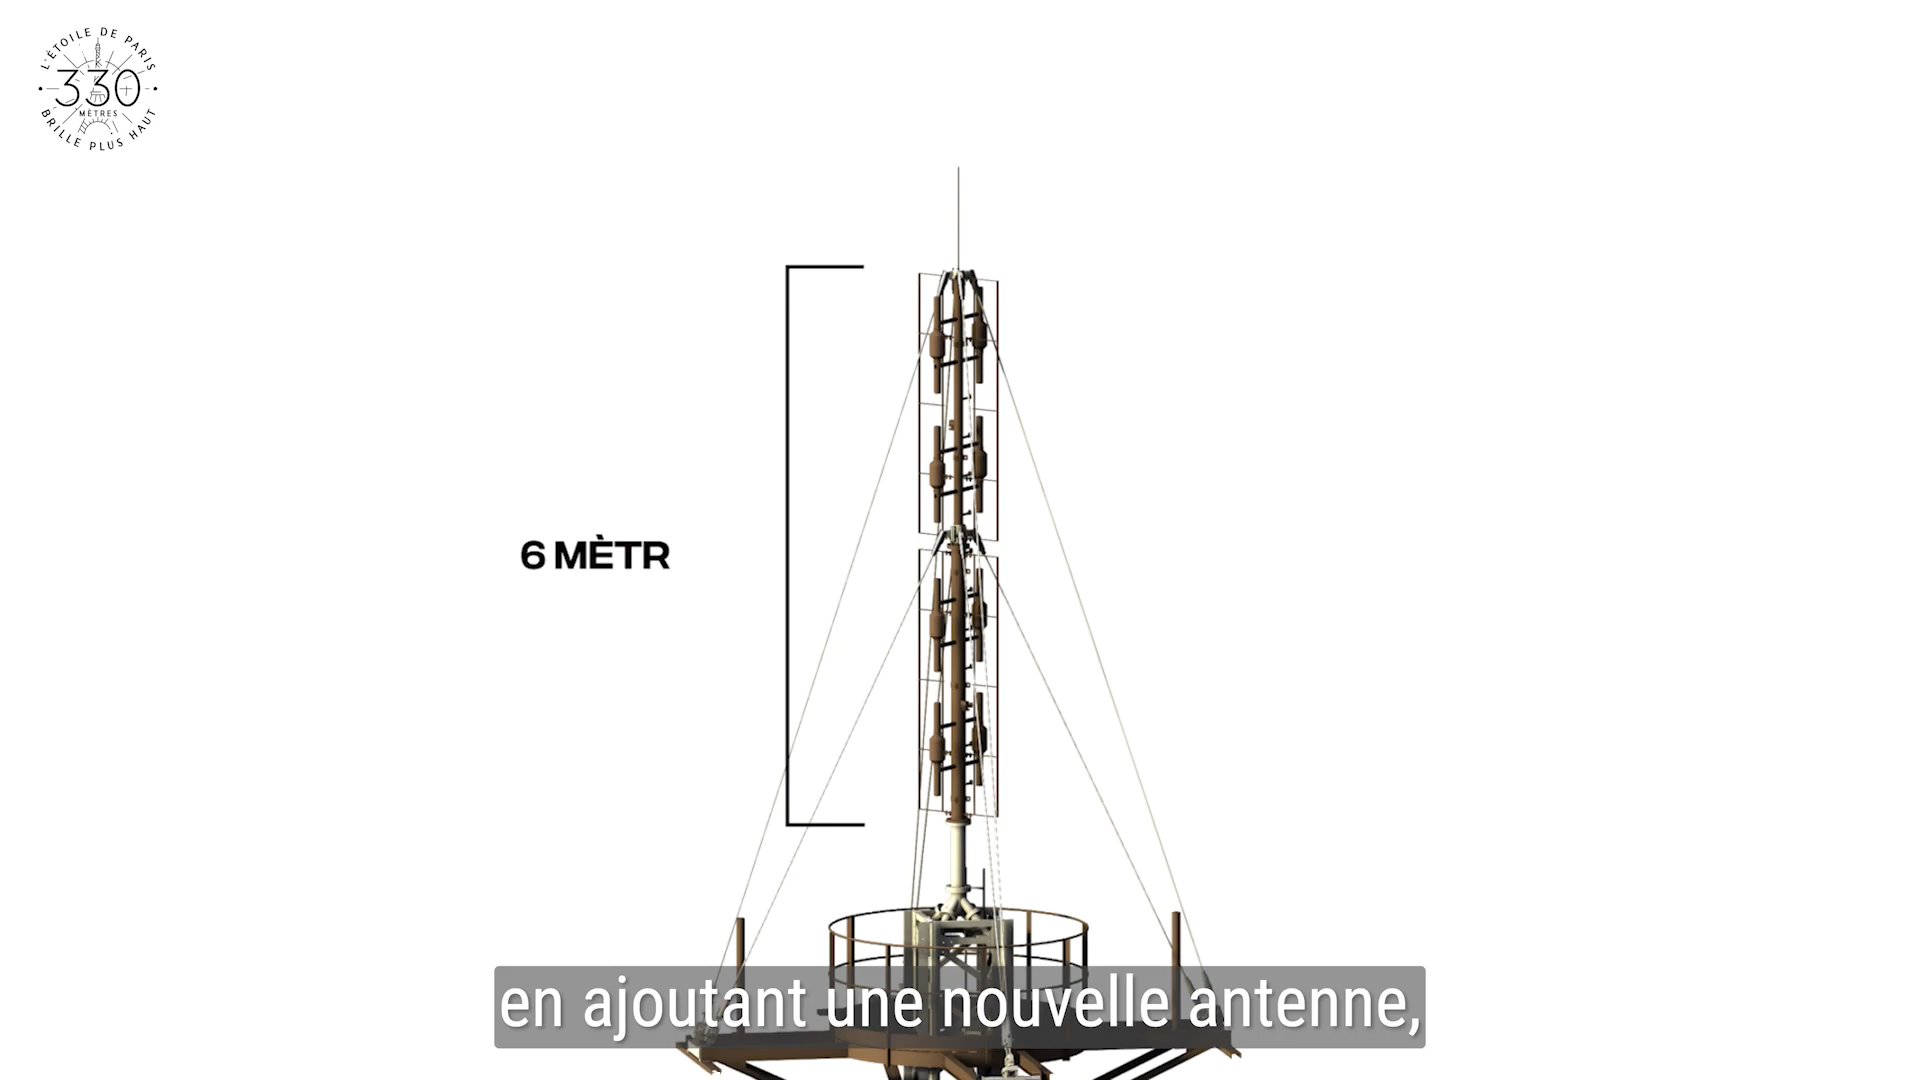 L'ÉTOILE DE PARIS
330
MÈTRES
BRILLE PLUS HAUT
6 MÈTR
en ajoutant une nouvelle antenne,